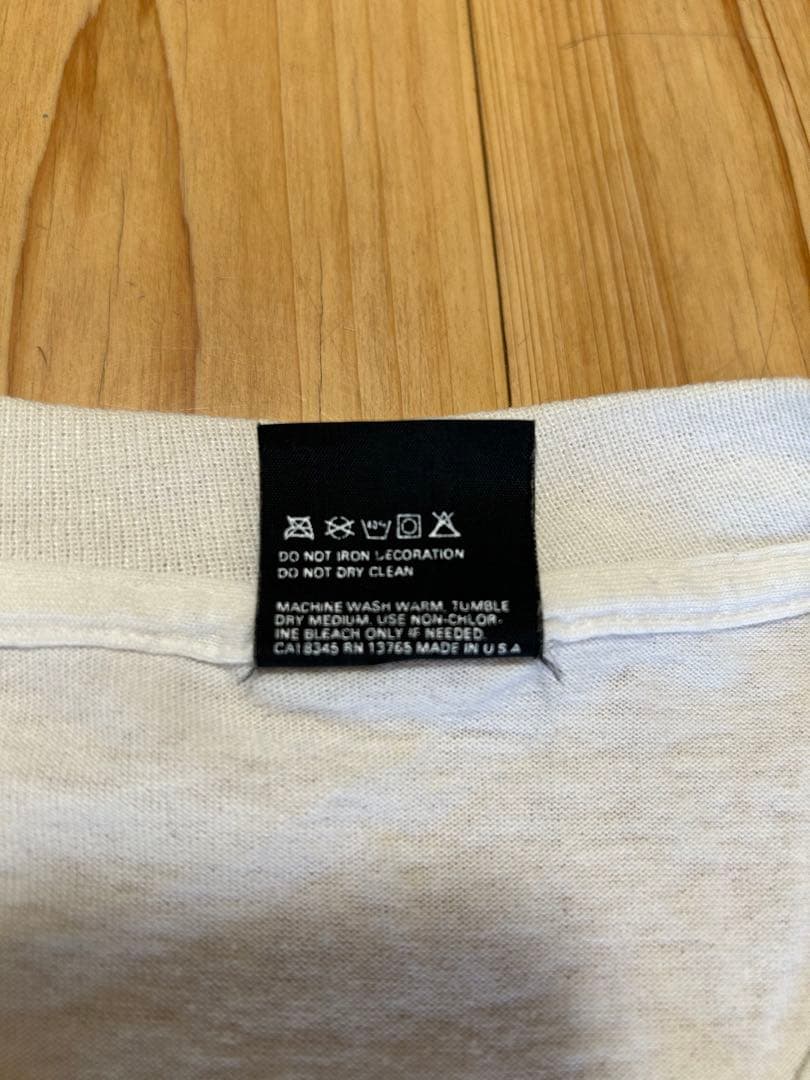 40°
DO NOT IRON DECORATION
DO NOT DRY CLEAN
MACHINE WASH WARM. TUMBLE
DRY MEDIUM. USE NON-CHLOR-
INE BLEACH ONLY IF NEEDED.
CA18345 RN 13765 MADE IN U S A